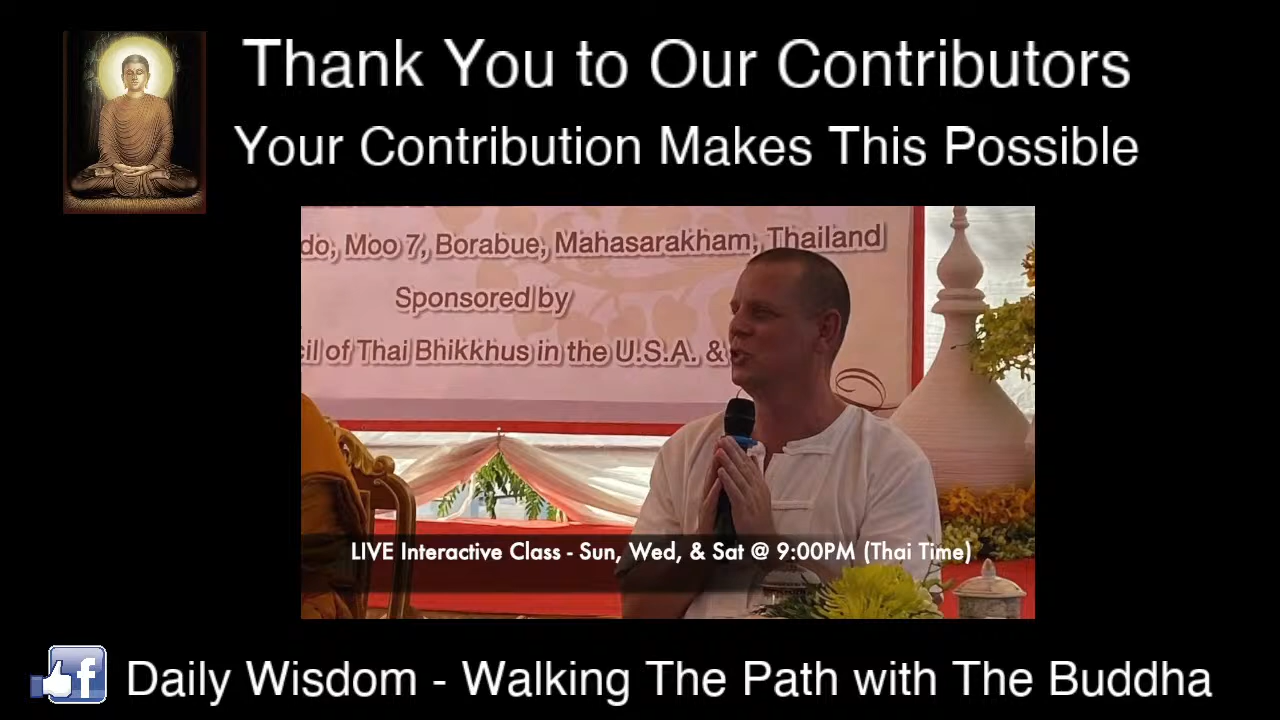 Thank You to Our Contributors
Your Contribution Makes This Possible
do, Moo 7, Borabue, Mahasarakham, Thailand
Sponsored by
cil of Thai Bhikkhus in the U.S.A. &
LIVE Interactive Class - Sun, Wed, & Sat @ 9:00PM (Thai Time)
f Daily Wisdom - Walking The Path with The Buddha